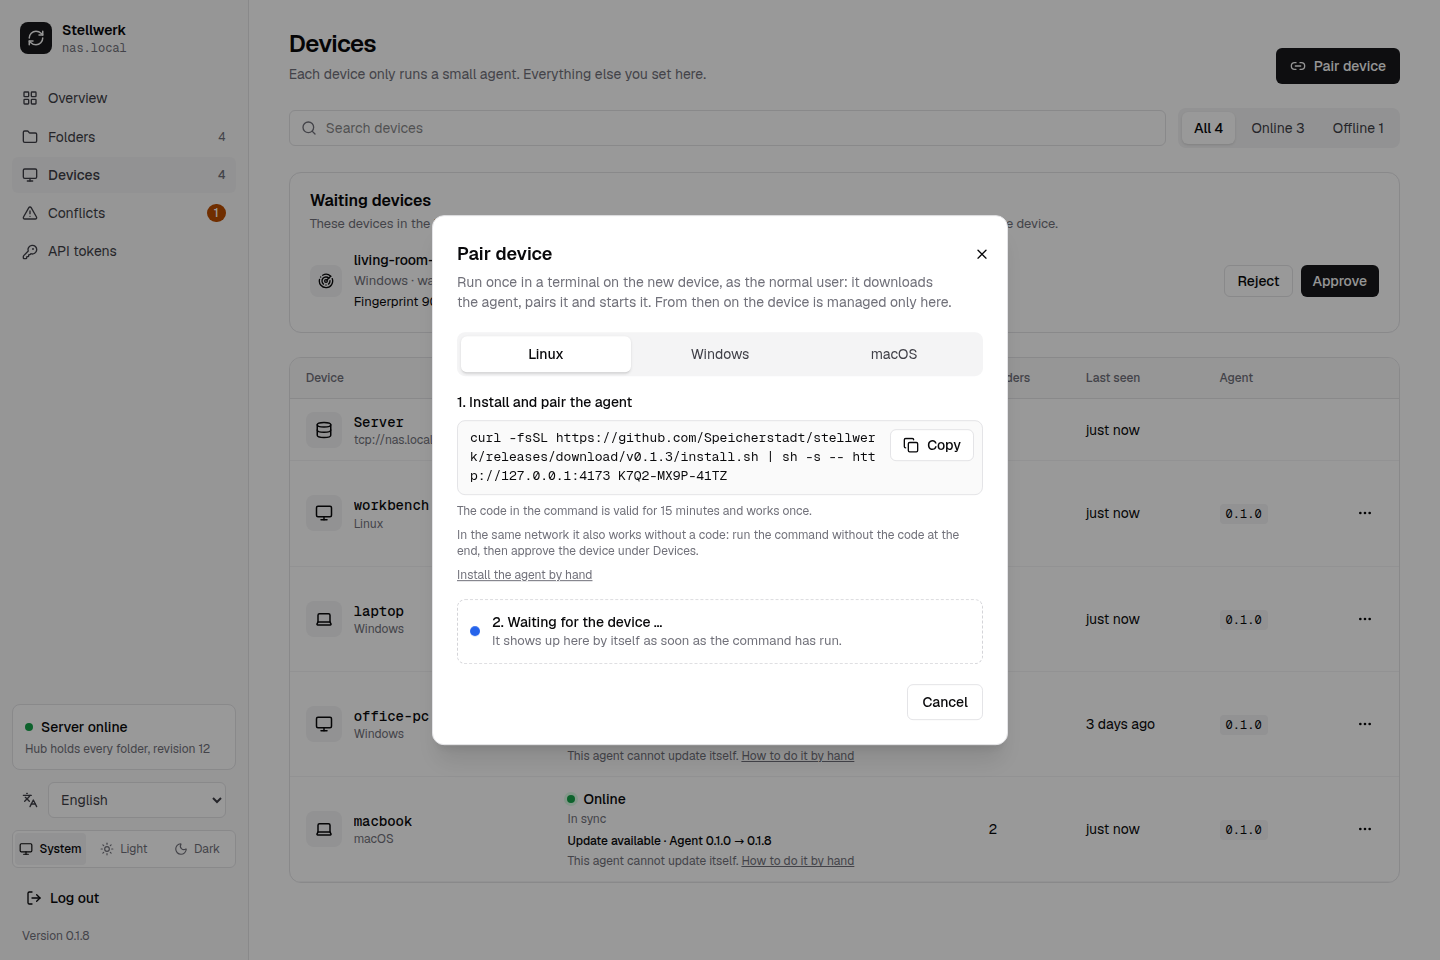 Stellwerk
nas.local
Overview
Folders 4
Devices 4
Conflicts 1
API tokens
Server online
Hub holds every folder, revision 12
English
System Light Dark
Log out
Version 0.1.8
Devices
Each device only runs a small agent. Everything else you set here.
Pair device
Search devices
All 4 Online 3 Offline 1
Waiting devices
These devices in the
e device.
living-room-
Windows ·
Fingerprint
Reject Approve
Device Last seen Agent
Server
tcp://nas.local
just now
workbench
Linux
just now 0.1.0
laptop
Windows
just now 0.1.0
office-pc
Windows
3 days ago 0.1.0
This agent cannot update itself. How to do it by hand
macbook
macOS
Online
In sync
Update available · Agent 0.1.0 → 0.1.8
This agent cannot update itself. How to do it by hand
2 just now 0.1.0
Pair device
Run once in a terminal on the new device, as the normal user: it downloads
the agent, pairs it and starts it. From then on the device is managed only here.
Linux Windows macOS
1. Install and pair the agent
curl -fsSL https://github.com/Speicherstadt/stellwer
k/releases/download/v0.1.3/install.sh | sh -s -- htt
p://127.0.0.1:4173 K7Q2-MX9P-41TZ
Copy
The code in the command is valid for 15 minutes and works once.
In the same network it also works without a code: run the command without the code at the
end, then approve the device under Devices.
Install the agent by hand
2. Waiting for the device ...
It shows up here by itself as soon as the command has run.
Cancel